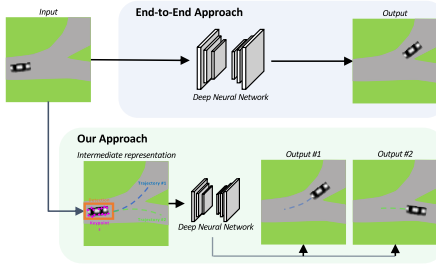 Input
End-to-End Approach
Output
Deep Neural Network
Our Approach
Intermediate representation
Output #1
Output #2
Trajectory #1
Keypoint
Deep Neural Network